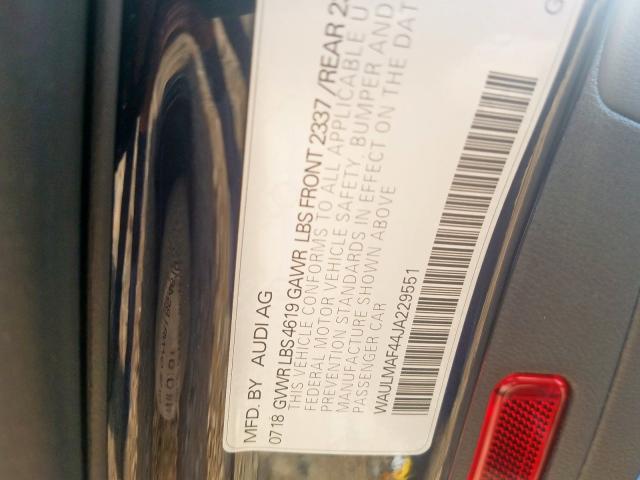 MFD. BY AUDI AG
0718 GVWR LBS 4619 GAWR LBS FRONT 2337 /REAR
THIS VEHICLE CONFORMS TO ALL APPLICABLE
FEDERAL MOTOR VEHICLE SAFETY, BUMPER AND
PREVENTION STANDARDS IN EFFECT ON THE DAT
MANUFACTURE SHOWN ABOVE
PASSENGER CAR
WAULMAF44JA229551